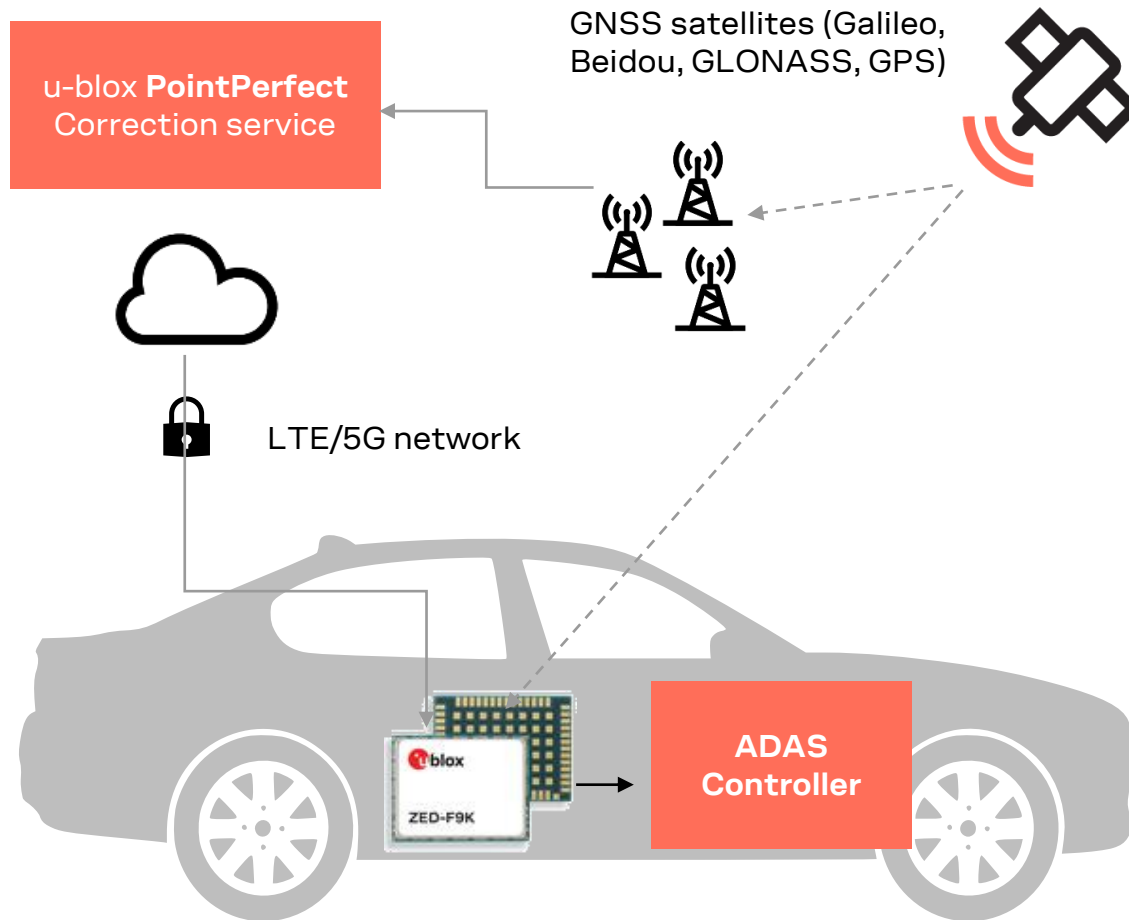 GNSS satellites (Galileo,
Beidou, GLONASS, GPS)
u-blox PointPerfect
Correction service
LTE/5G network
ublox
ZED-F9K
ADAS
Controller